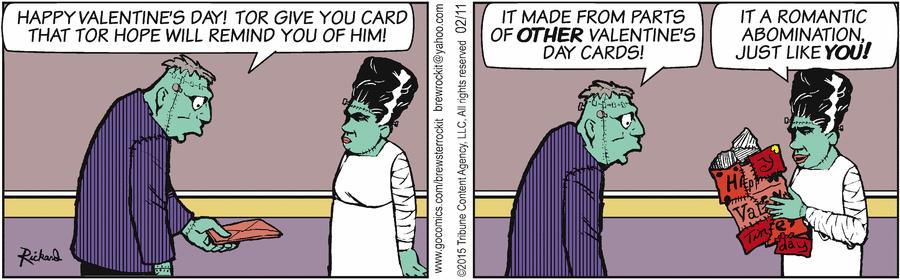 HAPPY VALENTINE'S DAY! TOR GIVE YOU CARD
THAT TOR HOPE WILL REMIND YOU OF HIM!
Rickard
www.gocomics.com/brewsterrockit brewrockit@yahoo.com
©2015 Tribune Content Agency, LLC. All rights reserved 02/11
IT MADE FROM PARTS
OF OTHER VALENTINE'S
DAY CARDS!
IT A ROMANTIC
ABOMINATION,
JUST LIKE YOU!
day